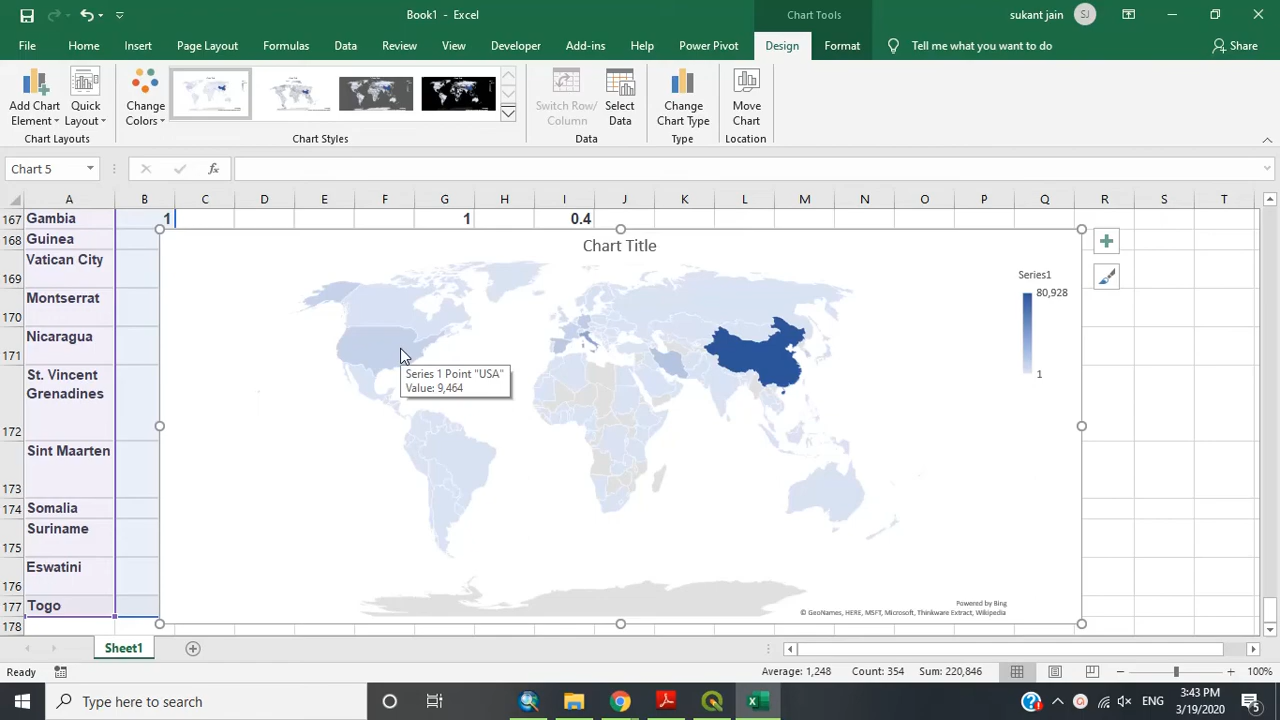 Book1 - Excel
Chart Tools
sukant jain
SJ
File
Home
Insert
Page Layout
Formulas
Data
Review
View
Developer
Add-ins
Help
Power Pivot
Design
Format
Tell me what you want to do
Share
Add Chart
Element
Quick
Layout
Change
Colors
Switch Row/
Column
Select
Data
Change
Chart Type
Move
Chart
Chart Layouts
Chart Styles
Data
Type
Location
Chart 5
fx
A B C D E F G H I J K L M N O P Q R S T
167 Gambia 1 1 0.4
168 Guinea
169 Vatican City
170 Montserrat
171 Nicaragua
St. Vincent
172 Grenadines
173 Sint Maarten
174 Somalia
175 Suriname
176 Eswatini
177 Togo
178
Chart Title
Series1
80,928
1
Series 1 Point "USA"
Value: 9,464
Powered by Bing
© GeoNames, HERE, MSFT, Microsoft, Thinkware Extract, Wikipedia
Sheet1
Ready
Average: 1,248 Count: 354 Sum: 220,846
100%
Type here to search
ENG
3:43 PM
3/19/2020
5